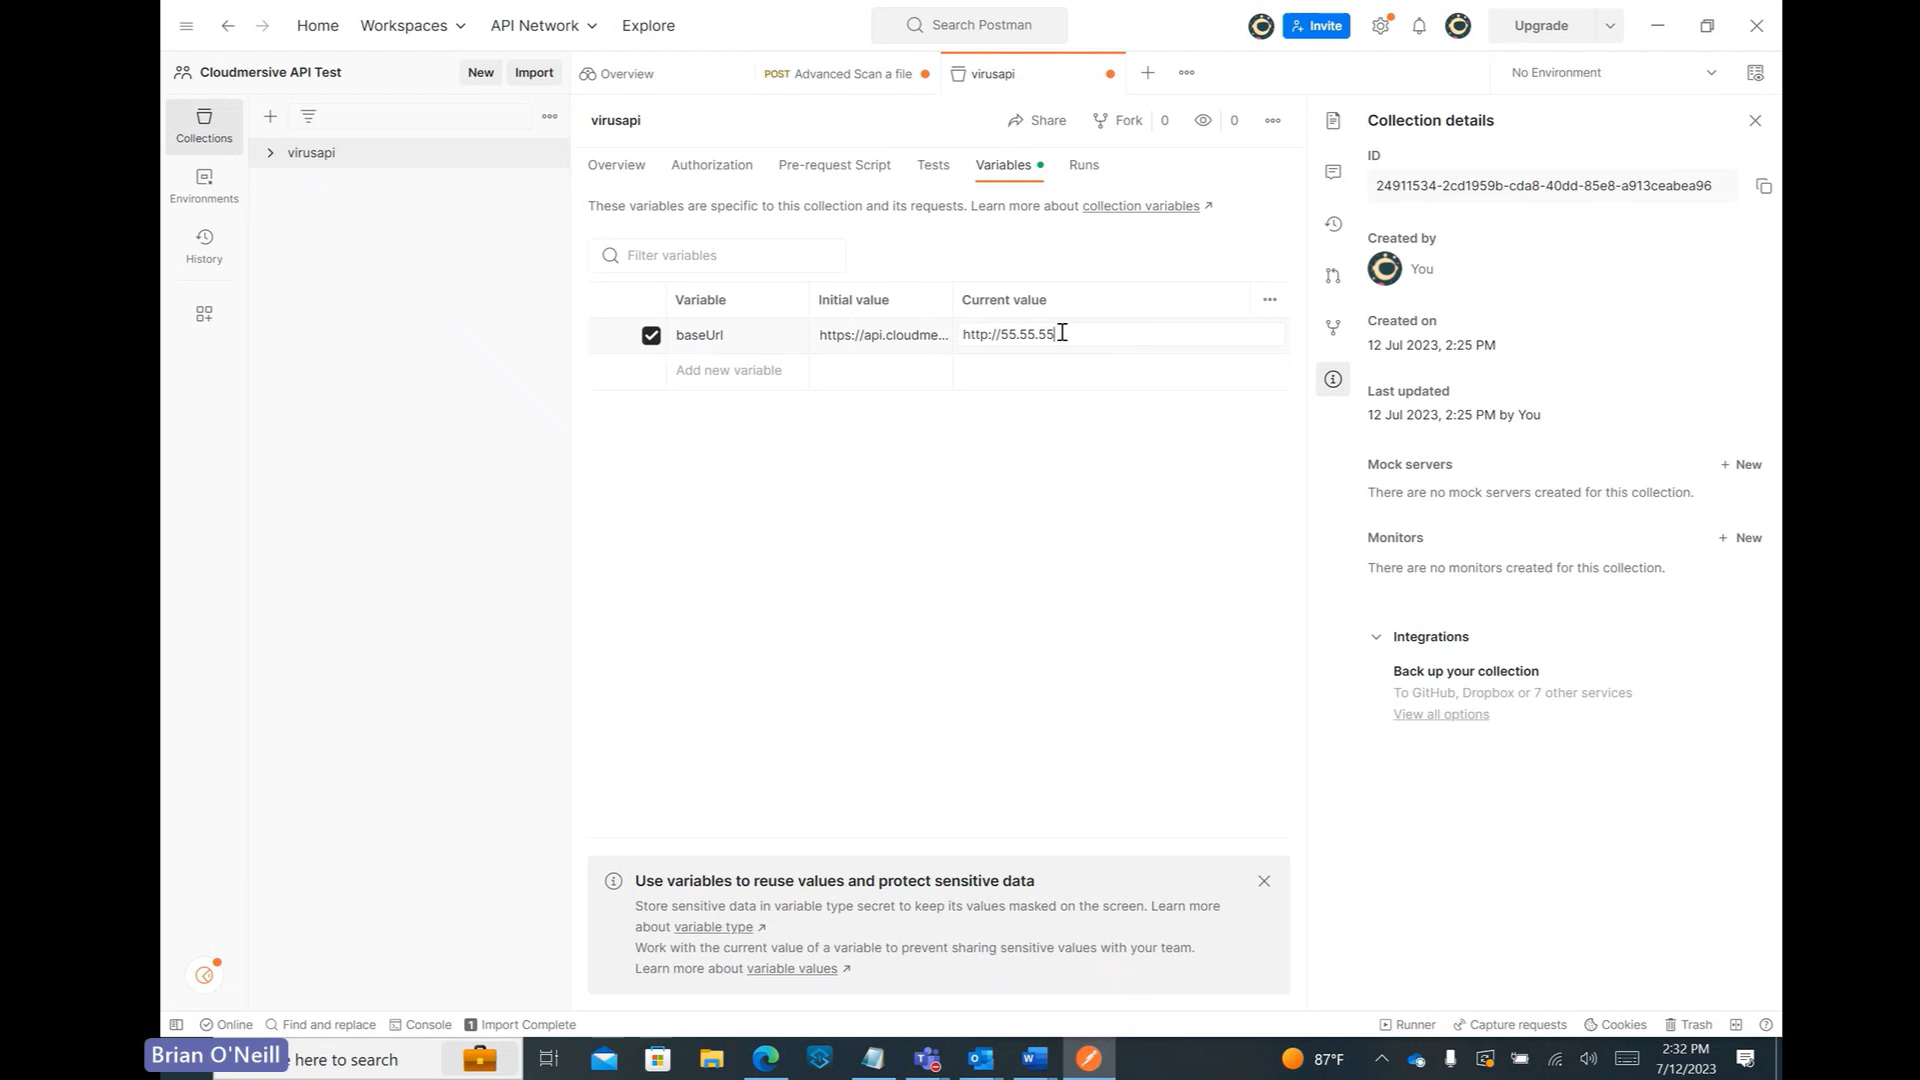 Home
Workspaces
API Network
Explore
Search Postman
Invite
Upgrade
Cloudmersive API Test
New
Import
Overview
POST Advanced Scan a file
virusapi
No Environment
Collections
Environments
History
virusapi
virusapi
Share
Fork
0
0
Overview
Authorization
Pre-request Script
Tests
Variables
Runs
These variables are specific to this collection and its requests. Learn more about collection variables ↗
Filter variables
Variable
Initial value
Current value
baseUrl
https://api.cloudme...
http://55.55.55
Add new variable
Use variables to reuse values and protect sensitive data
Store sensitive data in variable type secret to keep its values masked on the screen. Learn more
about variable type ↗
Work with the current value of a variable to prevent sharing sensitive values with your team.
Learn more about variable values ↗
Collection details
ID
24911534-2cd1959b-cda8-40dd-85e8-a913ceabea96
Created by
You
Created on
12 Jul 2023, 2:25 PM
Last updated
12 Jul 2023, 2:25 PM by You
Mock servers
+ New
There are no mock servers created for this collection.
Monitors
+ New
There are no monitors created for this collection.
Integrations
Back up your collection
To GitHub, Dropbox or 7 other services
View all options
Online
Find and replace
Console
1 Import Complete
Runner
Capture requests
Cookies
Trash
Brian O'Neill
here to search
87°F
2:32 PM
7/12/2023